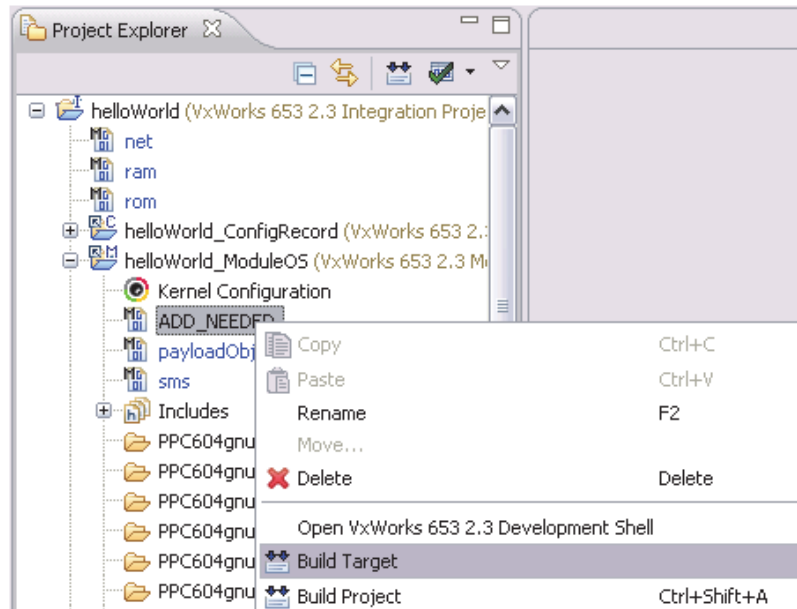 Project Explorer
helloWorld (VxWorks 653 2.3 Integration Proje
net
ram
rom
helloWorld_ConfigRecord (VxWorks 653 2.
helloWorld_ModuleOS (VxWorks 653 2.3 M
Kernel Configuration
ADD_NEEDED
payloadObj
Copy Ctrl+C
sms
Paste Ctrl+V
Includes
Rename F2
PPC604gnu
Move...
PPC604gnu
Delete Delete
PPC604gnu
Open VxWorks 653 2.3 Development Shell
PPC604gnu
Build Target
PPC604gnu
Build Project Ctrl+Shift+A
PPC604gnu